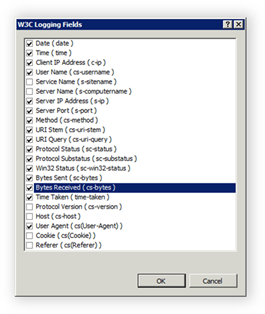 W3C Logging Fields
Date ( date )
Time ( time )
Client IP Address ( c-ip )
User Name ( cs-username )
Service Name ( s-sitename )
Server Name ( s-computername )
Server IP Address ( s-ip )
Server Port ( s-port )
Method ( cs-method )
URI Stem ( cs-uri-stem )
URI Query ( cs-uri-query )
Protocol Status ( sc-status )
Protocol Substatus ( sc-substatus )
Win32 Status ( sc-win32-status )
Bytes Sent ( sc-bytes )
Bytes Received ( cs-bytes )
Time Taken ( time-taken )
Protocol Version ( cs-version )
Host ( cs-host )
User Agent ( cs(User-Agent) )
Cookie ( cs(Cookie) )
Referer ( cs(Referer) )
OK Cancel